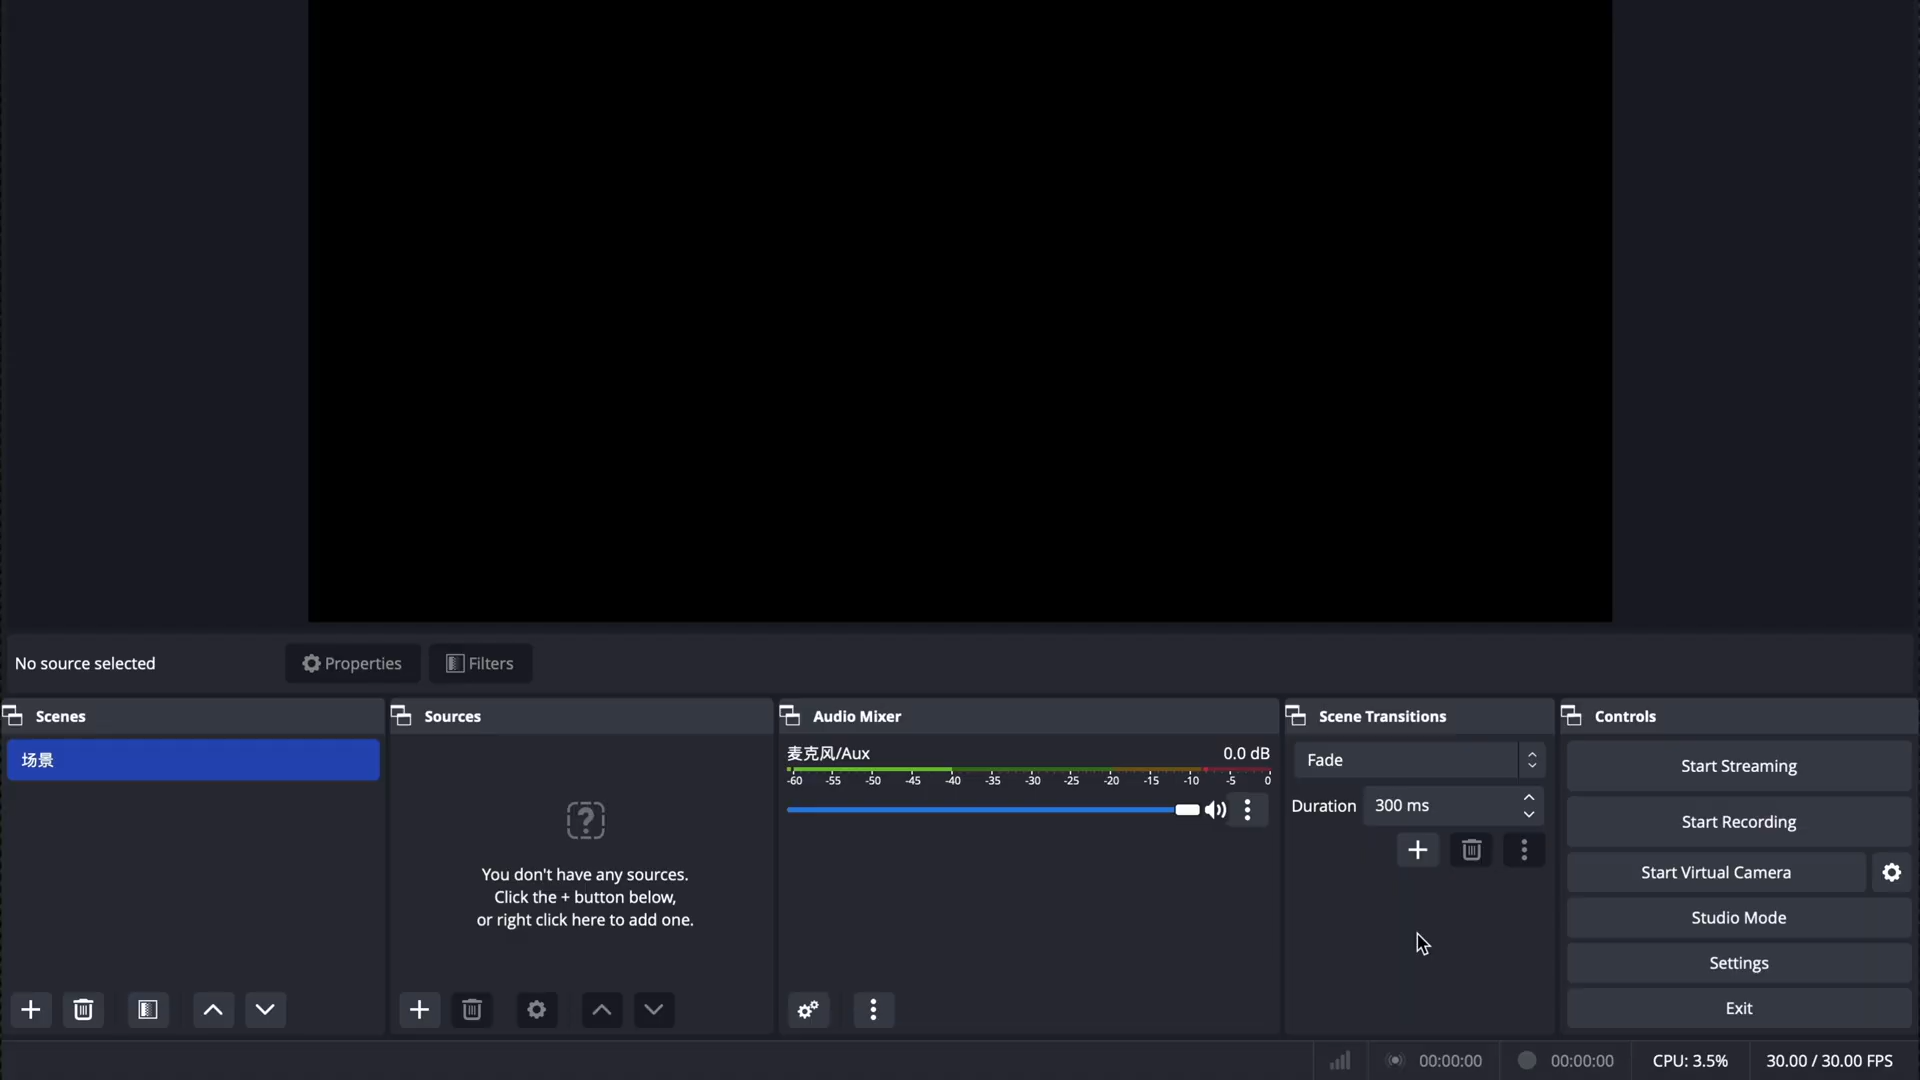 No source selected
Properties
Filters
Scenes
场景
Sources
You don't have any sources.
Click the + button below,
or right click here to add one.
Audio Mixer
麦克风/Aux 0.0 dB
-60 -55 -50 -45 -40 -35 -30 -25 -20 -15 -10 -5 0
Scene Transitions
Fade
Duration 300 ms
Controls
Start Streaming
Start Recording
Start Virtual Camera
Studio Mode
Settings
Exit
00:00:00 00:00:00 CPU: 3.5% 30.00 / 30.00 FPS